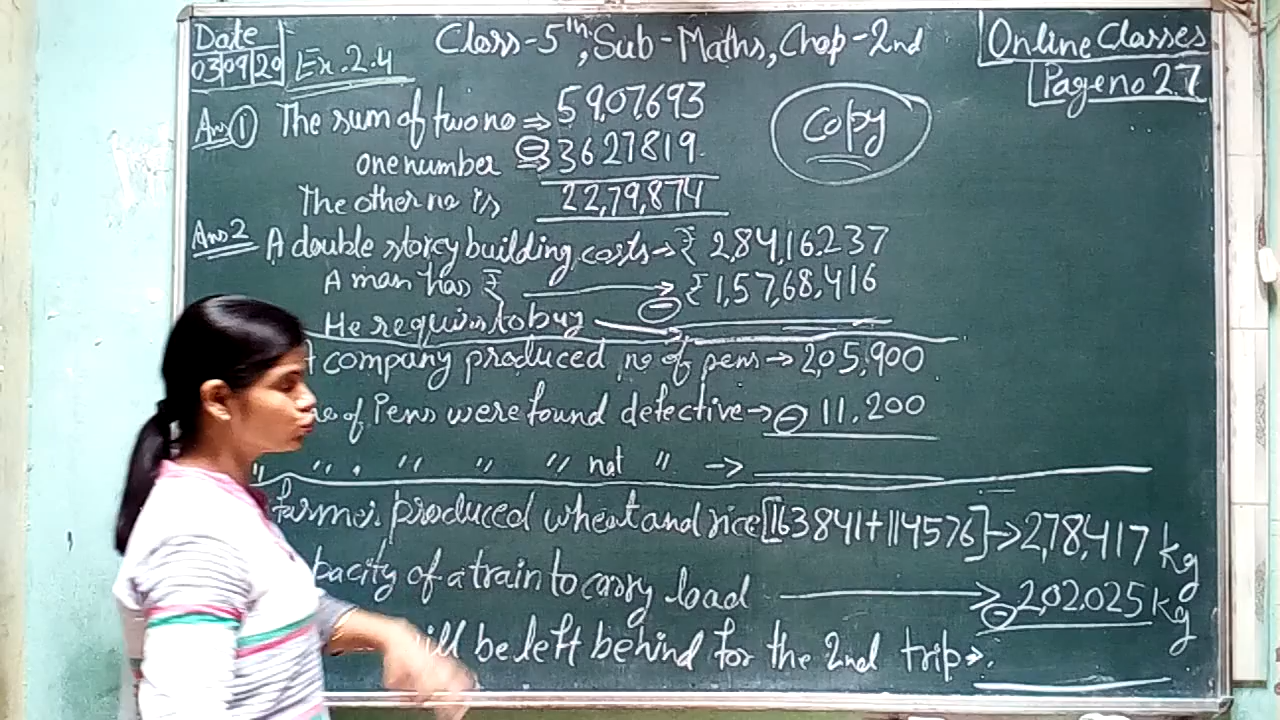 Date
03|09|20
Ex.2.4
Class-5th, Sub-Maths, Chap-2nd
Online Classes
Page no 27
Ans① The sum of two no ⇒ 59,07,693
one number ⇒ ⊖ 3627819
The other no is 22,79,874
copy
Ans2 A double storey building costs → ₹ 2,84,16,237
A man has ₹ → ⊖ ₹ 1,57,68,416
He requires to buy →
company produced no of pens → 2,05,900
of Pens were found defective → ⊖ 11,200
〃 〃 〃 〃 〃 not 〃 →
farmer produced wheat and rice [163841+114576] → 2,78,417 kg
pacity of a train to carry load → ⊖ 2,02,025 kg
ill be left behind for the 2nd trip →